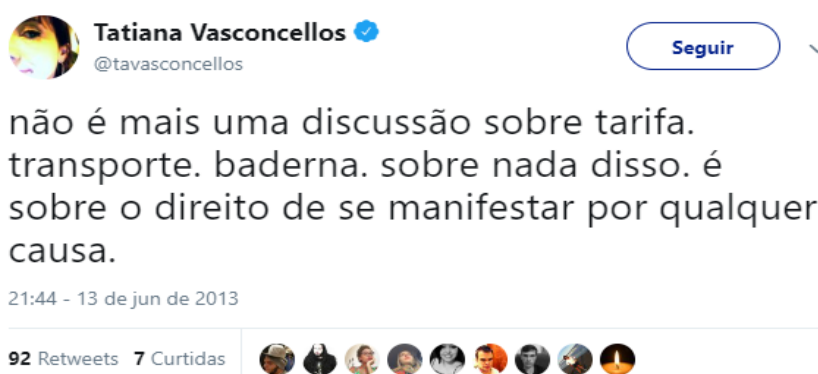 Tatiana Vasconcellos
@tavasconcellos
Seguir
não é mais uma discussão sobre tarifa.
transporte. baderna. sobre nada disso. é
sobre o direito de se manifestar por qualquer
causa.
21:44 - 13 de jun de 2013
92 Retweets 7 Curtidas